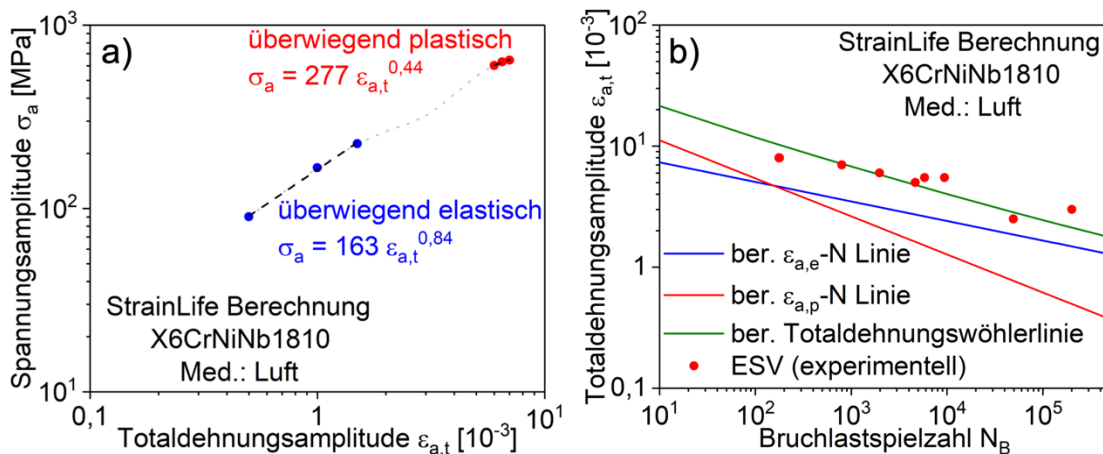 a)
Spannungsamplitude σₐ [MPa]
10³
10²
10¹
überwiegend plastisch
σₐ = 277 εₐ,ₜ⁰,⁴⁴
überwiegend elastisch
σₐ = 163 εₐ,ₜ⁰,⁸⁴
StrainLife Berechnung
X6CrNiNb1810
Med.: Luft
0,1
1
10¹
Totaldehnungsamplitude εₐ,ₜ [10⁻³]
b)
Totaldehnungsamplitude εₐ,ₜ [10⁻³]
10²
10¹
1
0,1
StrainLife Berechnung
X6CrNiNb1810
Med.: Luft
ber. εₐ,ₑ-N Linie
ber. εₐ,ₚ-N Linie
ber. Totaldehnungswöhlerlinie
ESV (experimentell)
10¹
10²
10³
10⁴
10⁵
Bruchlastspielzahl N_B